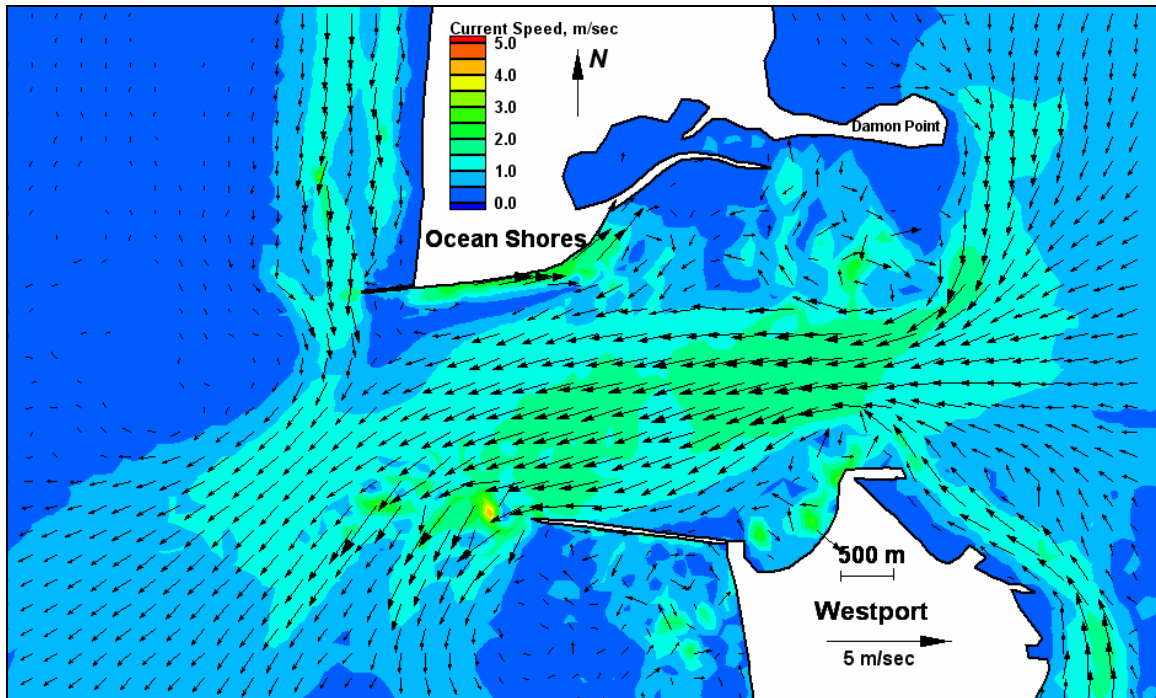 Current Speed, m/sec
5.0
4.0
3.0
2.0
1.0
0.0
N
Damon Point
Ocean Shores
500 m
Westport
5 m/sec